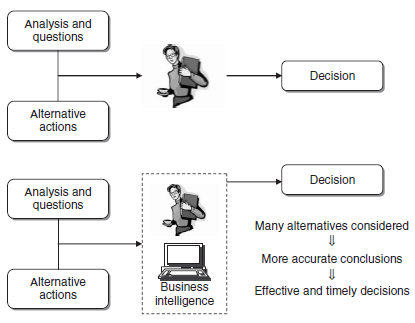 Analysis and
questions
Decision
Alternative
actions
Analysis and
questions
Decision
Many alternatives considered
⇓
More accurate conclusions
⇓
Effective and timely decisions
Alternative
actions
Business
intelligence